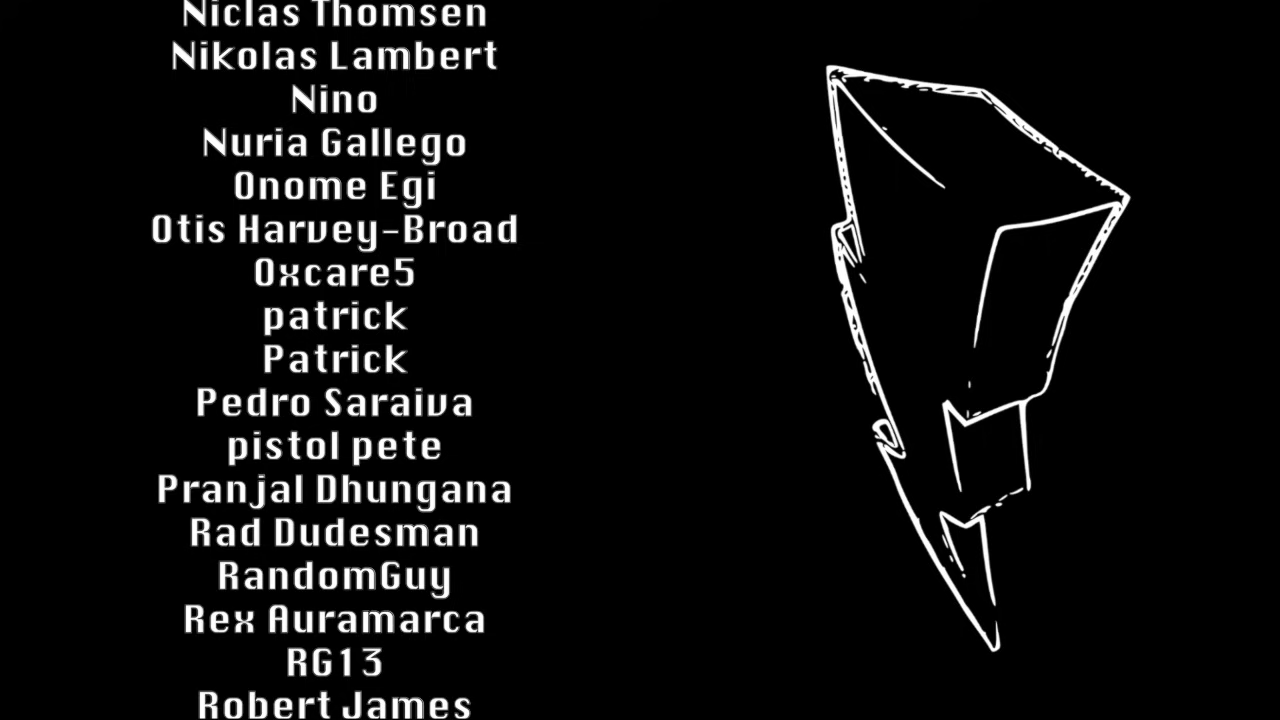 Niclas Thomsen
Nikolas Lambert
Nino
Nuria Gallego
Onome Egi
Otis Harvey-Broad
Oxcare5
patrick
Patrick
Pedro Saraiva
pistol pete
Pranjal Dhungana
Rad Dudesman
RandomGuy
Rex Auramarca
RG13
Robert James